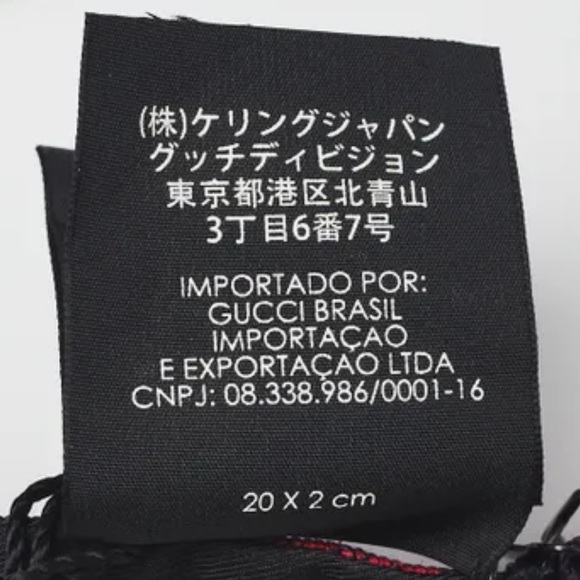 (株)ケリングジャパン
グッチディビジョン
東京都港区北青山
3丁目6番7号
IMPORTADO POR:
GUCCI BRASIL
IMPORTAÇAO
E EXPORTAÇAO LTDA
CNPJ: 08.338.986/0001-16
20 X 2 cm